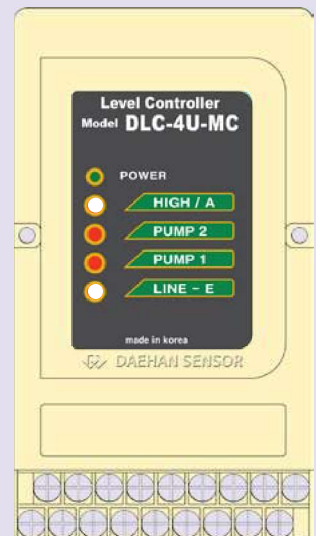 Level Controller
Model DLC-4U-MC
POWER
HIGH / A
PUMP 2
PUMP 1
LINE - E
made in korea
DAEHAN SENSOR